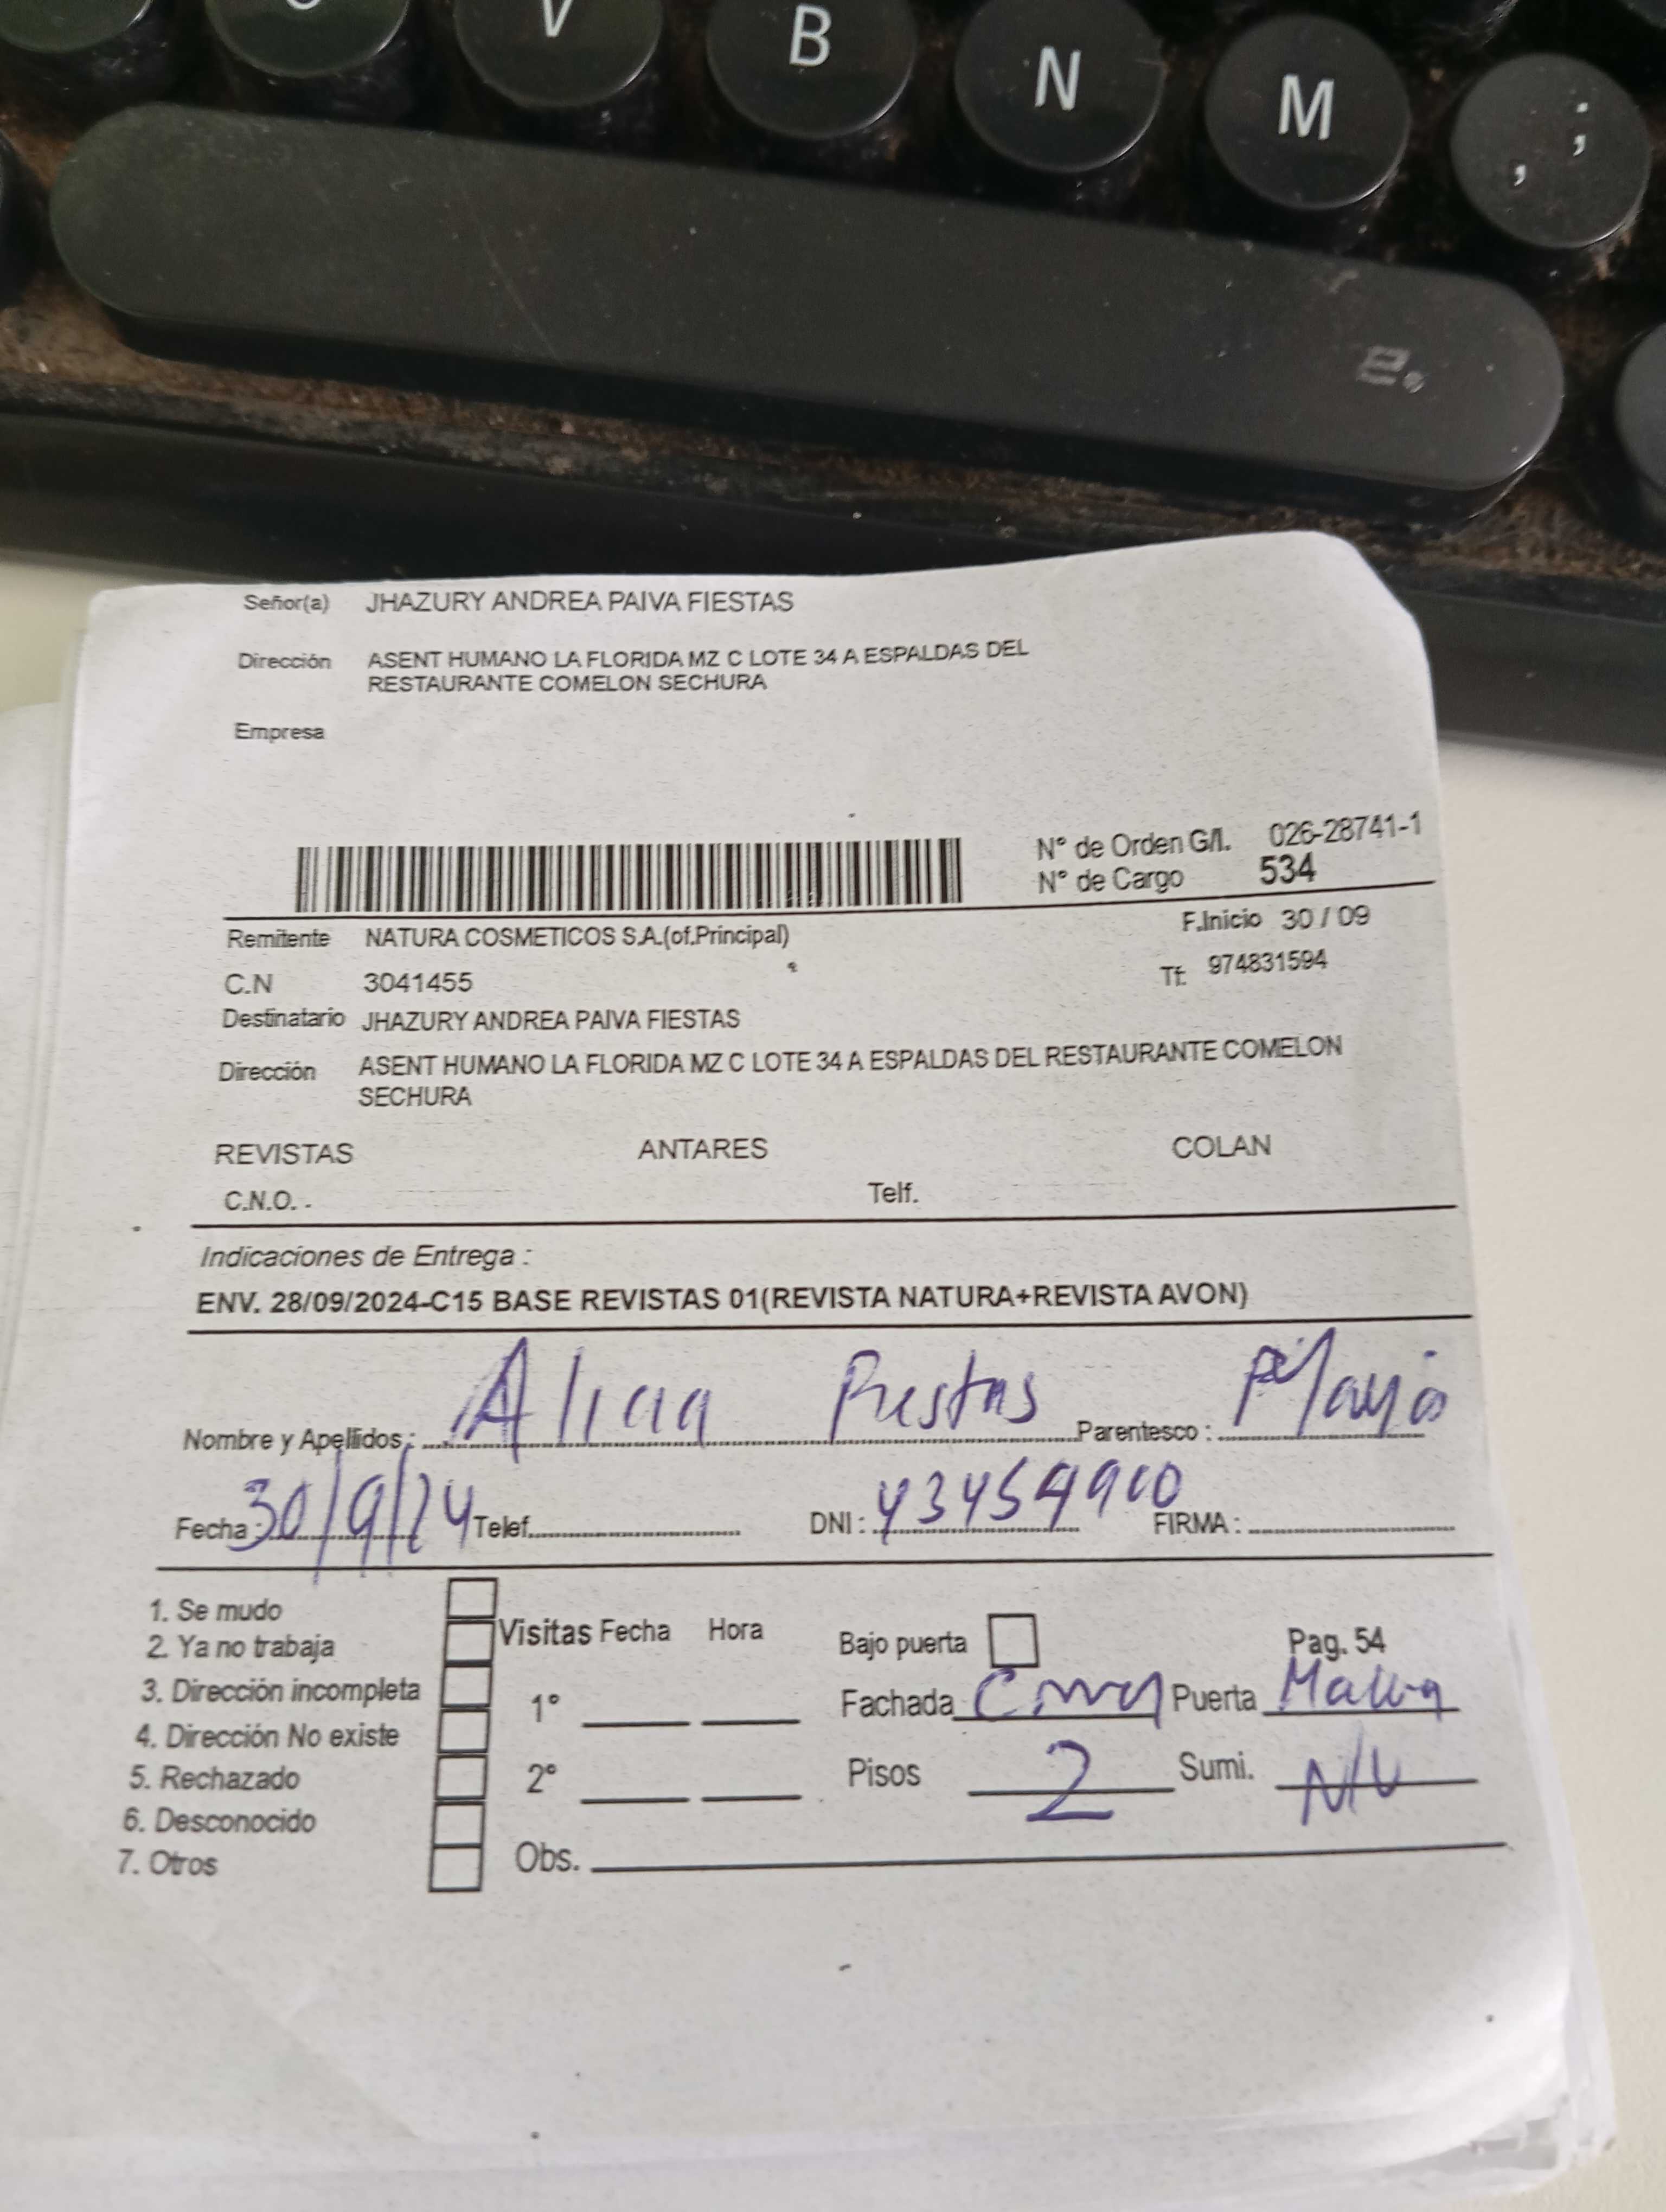 V B N M ; ,
Señor(a) JHAZURY ANDREA PAIVA FIESTAS
Dirección ASENT HUMANO LA FLORIDA MZ C LOTE 34 A ESPALDAS DEL
RESTAURANTE COMELON SECHURA
Empresa
N° de Orden G/I. 026-28741-1
N° de Cargo 534
Remitente NATURA COSMETICOS S.A.(of.Principal) F.Inicio 30 / 09
C.N 3041455 Tf: 974831594
Destinatario JHAZURY ANDREA PAIVA FIESTAS
Dirección ASENT HUMANO LA FLORIDA MZ C LOTE 34 A ESPALDAS DEL RESTAURANTE COMELON
SECHURA
REVISTAS ANTARES COLAN
C.N.O. - Telf.
Indicaciones de Entrega :
ENV. 28/09/2024-C15 BASE REVISTAS 01(REVISTA NATURA+REVISTA AVON)
Nombre y Apellidos : Alicia Fiestas Parentesco :
Fecha : 30/9/24 Telef. DNI : FIRMA :
1. Se mudo
2. Ya no trabaja
3. Dirección incompleta
4. Dirección No existe
5. Rechazado
6. Desconocido
7. Otros
Visitas Fecha Hora
1°
2°
Obs.
Bajo puerta Pag. 54
Fachada Puerta
Pisos 2 Sumi.